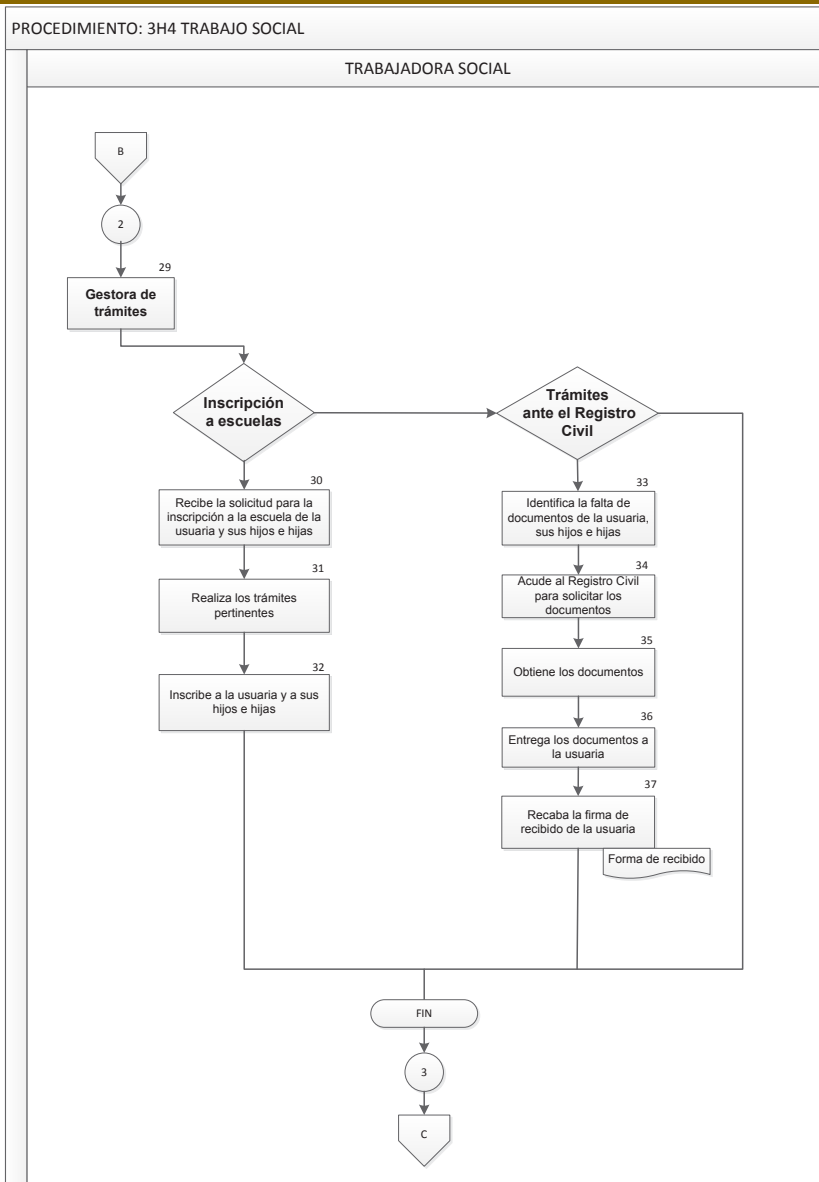 PROCEDIMIENTO: 3H4 TRABAJO SOCIAL
TRABAJADORA SOCIAL
B
2
29
Gestora de
trámites
Inscripción
a escuelas
Trámites
ante el Registro
Civil
30
Recibe la solicitud para la
inscripción a la escuela de la
usuaria y sus hijos e hijas
31
Realiza los trámites
pertinentes
32
Inscribe a la usuaria y a sus
hijos e hijas
33
Identifica la falta de
documentos de la usuaria,
sus hijos e hijas
34
Acude al Registro Civil
para solicitar los
documentos
35
Obtiene los documentos
36
Entrega los documentos a
la usuaria
37
Recaba la firma de
recibido de la usuaria
Forma de recibido
FIN
3
C